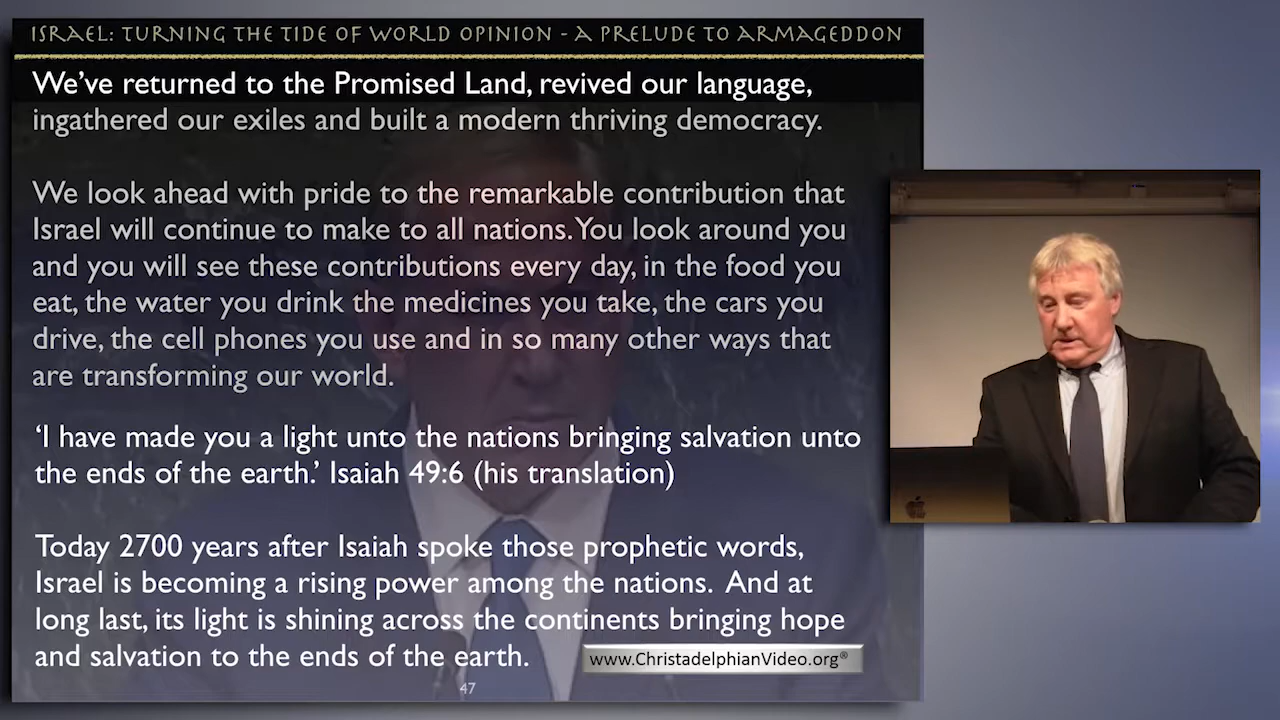 ISRAEL: TURNING THE TIDE OF WORLD OPINION - A PRELUDE TO ARMAGEDDON
We've returned to the Promised Land, revived our language,
ingathered our exiles and built a modern thriving democracy.
We look ahead with pride to the remarkable contribution that
Israel will continue to make to all nations. You look around you
and you will see these contributions every day, in the food you
eat, the water you drink the medicines you take, the cars you
drive, the cell phones you use and in so many other ways that
are transforming our world.
'I have made you a light unto the nations bringing salvation unto
the ends of the earth.' Isaiah 49:6 (his translation)
Today 2700 years after Isaiah spoke those prophetic words,
Israel is becoming a rising power among the nations. And at
long last, its light is shining across the continents bringing hope
and salvation to the ends of the earth.
www.ChristadelphianVideo.org®
47